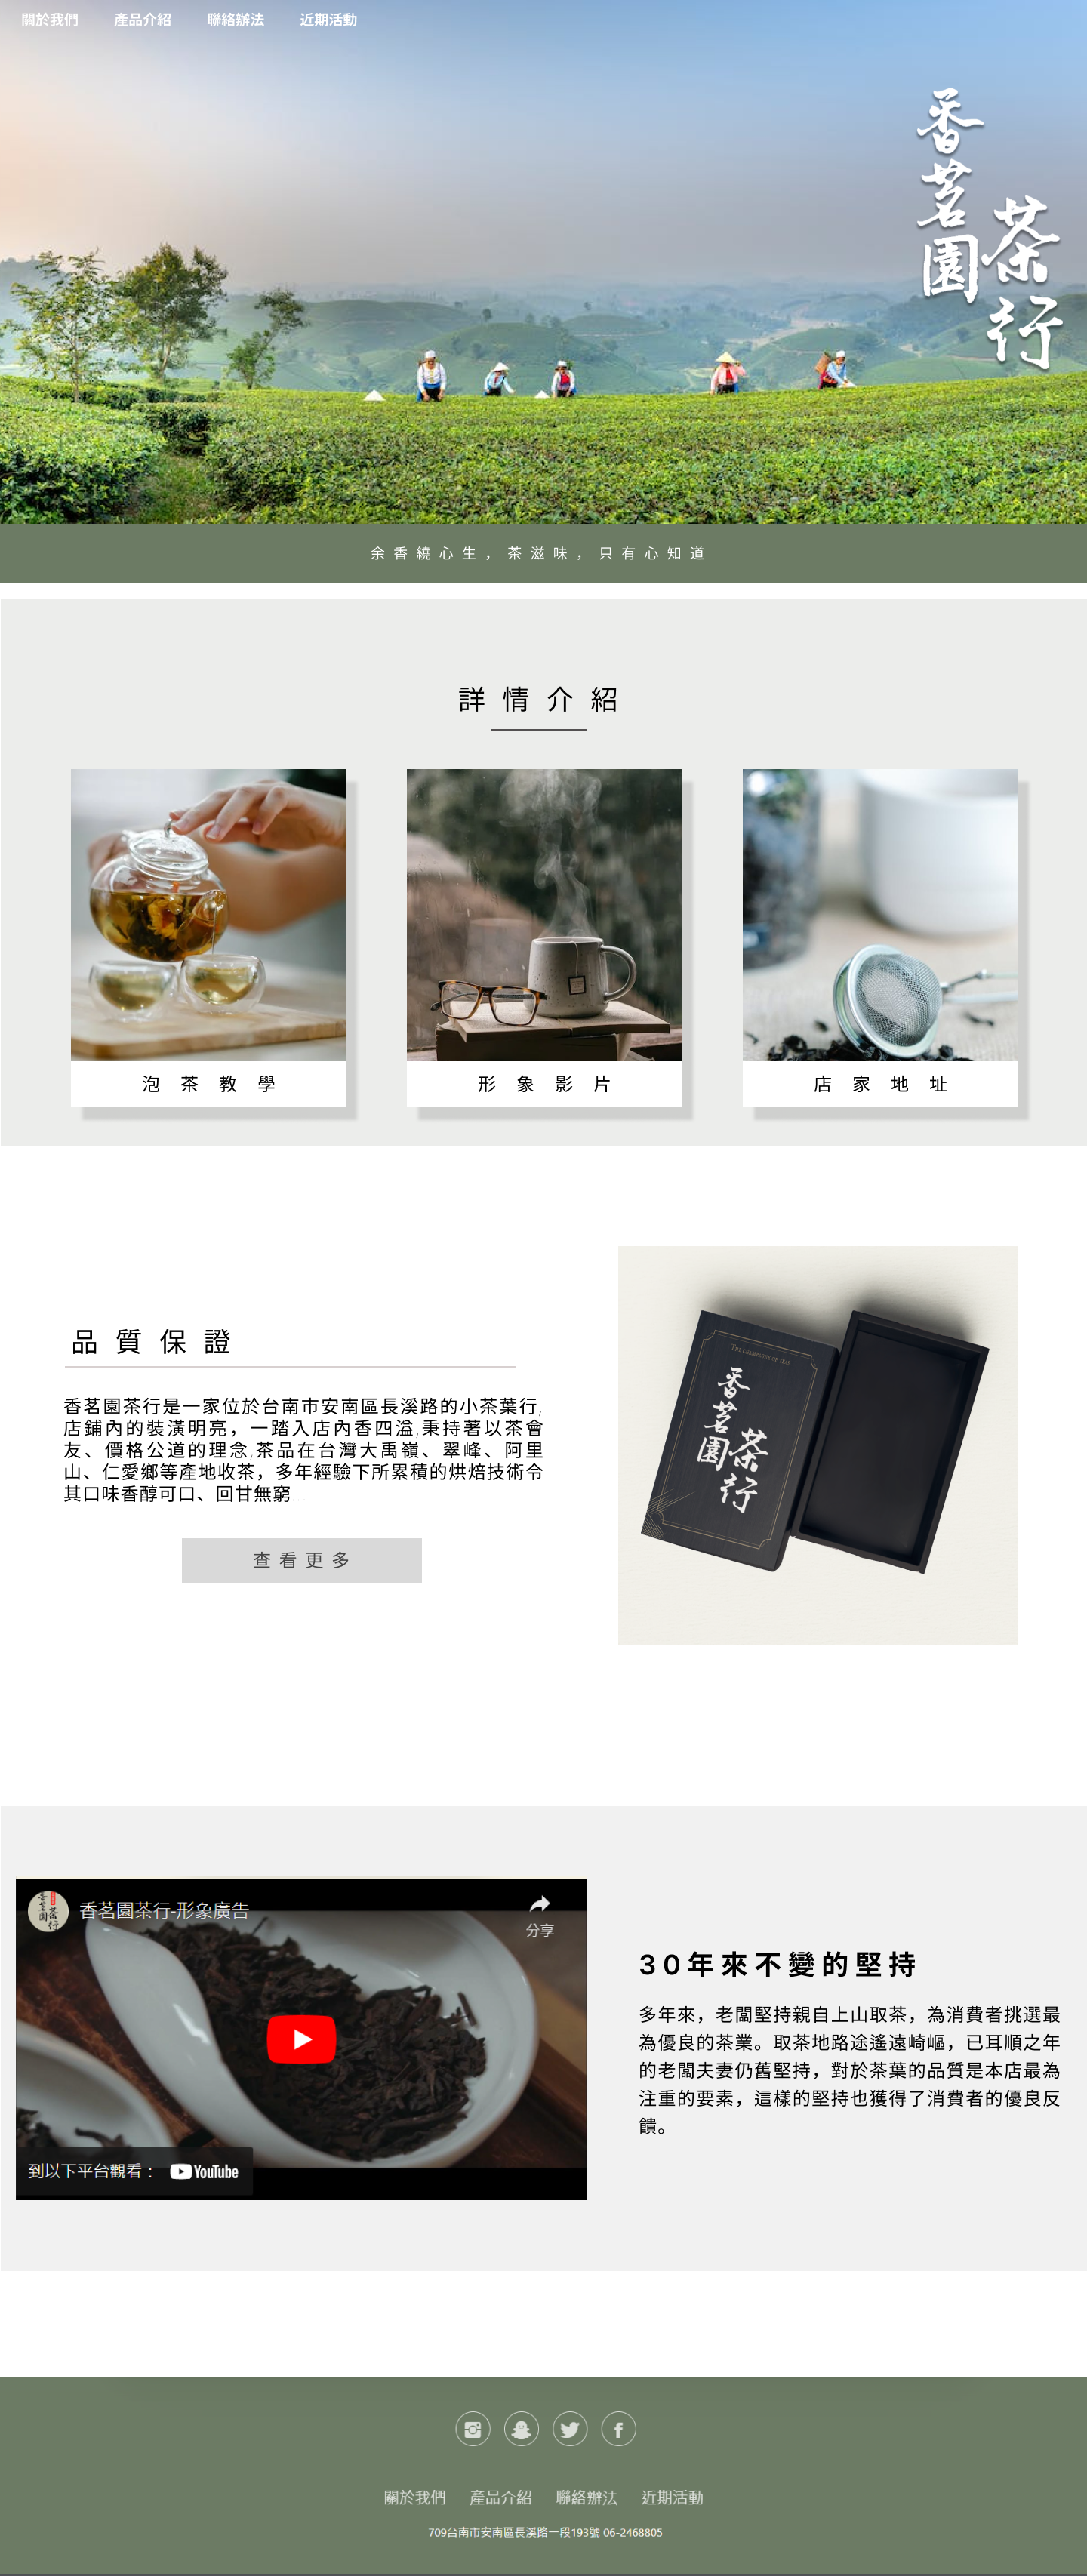 關於我們 產品介紹 聯絡辦法 近期活動
香茗園
茶行
余香繞心生，茶滋味，只有心知道
詳情介紹
泡茶教學
形象影片
店家地址
品質保證
香茗園茶行是一家位於台南市安南區長溪路的小茶葉行,
店鋪內的裝潢明亮，一踏入店內香四溢,秉持著以茶會
友、價格公道的理念,茶品在台灣大禹嶺、翠峰、阿里
山、仁愛鄉等產地收茶，多年經驗下所累積的烘焙技術令
其口味香醇可口、回甘無窮...
查看更多
THE COMPANY OF TEA
香茗園
茶行
香茗園茶行-形象廣告
分享
到以下平台觀看：YouTube
30年來不變的堅持
多年來，老闆堅持親自上山取茶，為消費者挑選最
為優良的茶業。取茶地路途遙遠崎嶇，已耳順之年
的老闆夫妻仍舊堅持，對於茶葉的品質是本店最為
注重的要素，這樣的堅持也獲得了消費者的優良反
饋。
關於我們 產品介紹 聯絡辦法 近期活動
709台南市安南區長溪路一段193號 06-2468805